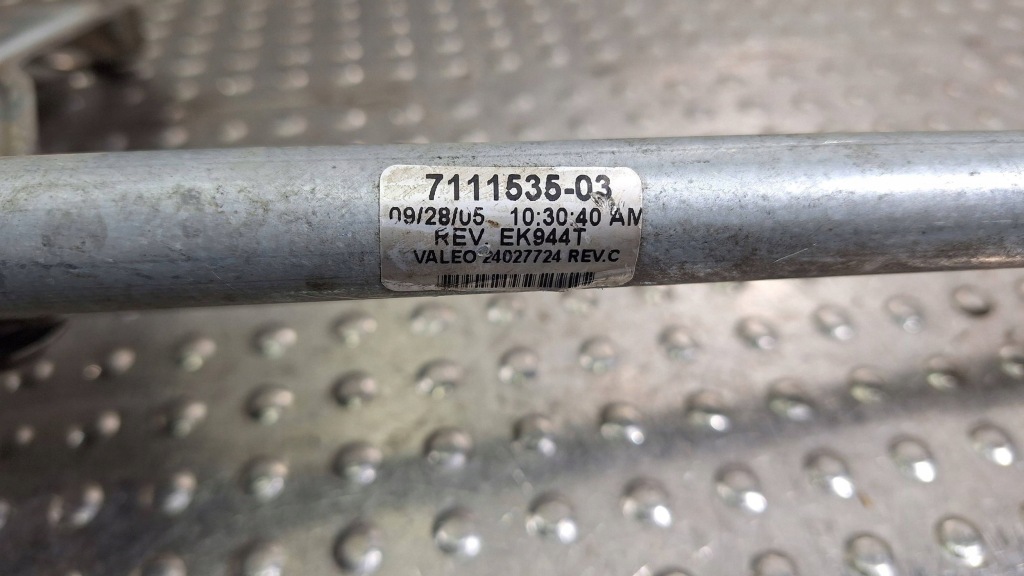 7111535-03
09/28/05 10:30:40 AM
REV. EK944T
VALEO 24027724 REV.C